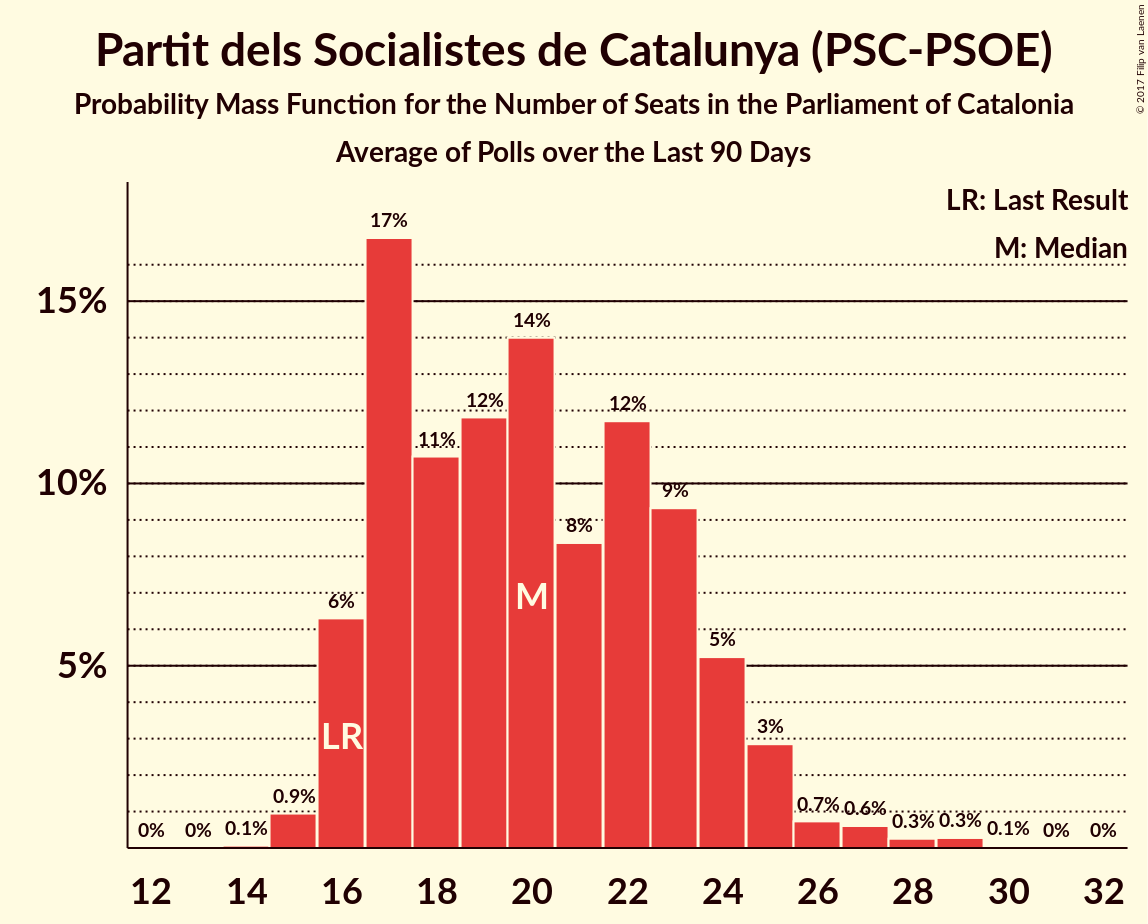 Partit dels Socialistes de Catalunya (PSC-PSOE)
Probability Mass Function for the Number of Seats in the Parliament of Catalonia
Average of Polls over the Last 90 Days
© 2017 Filip van Laenen
LR: Last Result
M: Median
15%
10%
5%
0%
0%
0.1%
0.9%
6%
17%
11%
12%
14%
8%
12%
9%
5%
3%
0.7%
0.6%
0.3%
0.3%
0.1%
0%
0%
LR
M
12 14 16 18 20 22 24 26 28 30 32